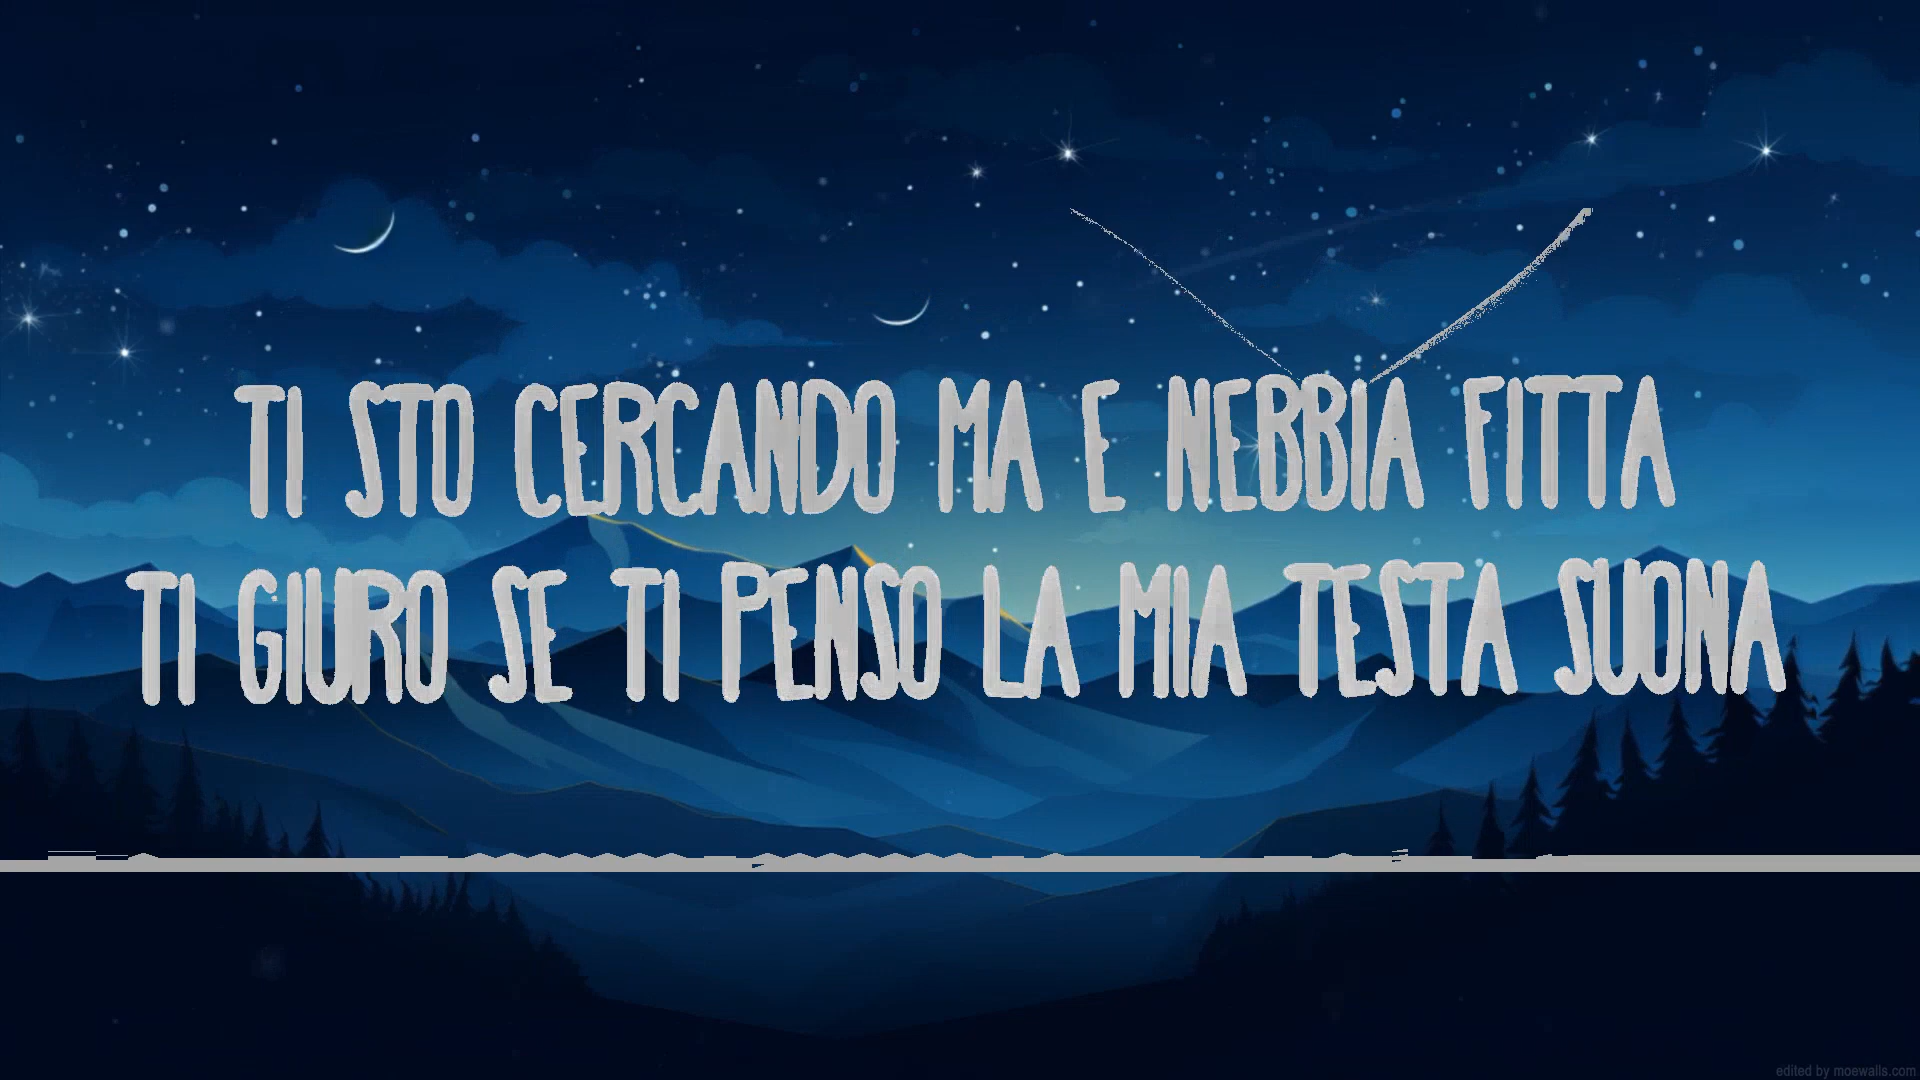 TI STO CERCANDO MA E NEBBIA FITTA
TI GIURO SE TI PENSO LA MIA TESTA SUONA
edited by moewalls.com